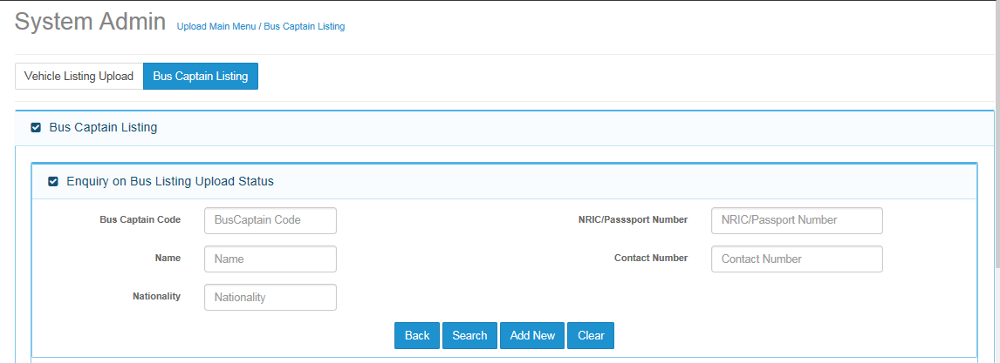 System Admin Upload Main Menu / Bus Captain Listing
Vehicle Listing Upload Bus Captain Listing
Bus Captain Listing
Enquiry on Bus Listing Upload Status
Bus Captain Code BusCaptain Code NRIC/Passsport Number NRIC/Passport Number
Name Name Contact Number Contact Number
Nationality Nationality
Back Search Add New Clear